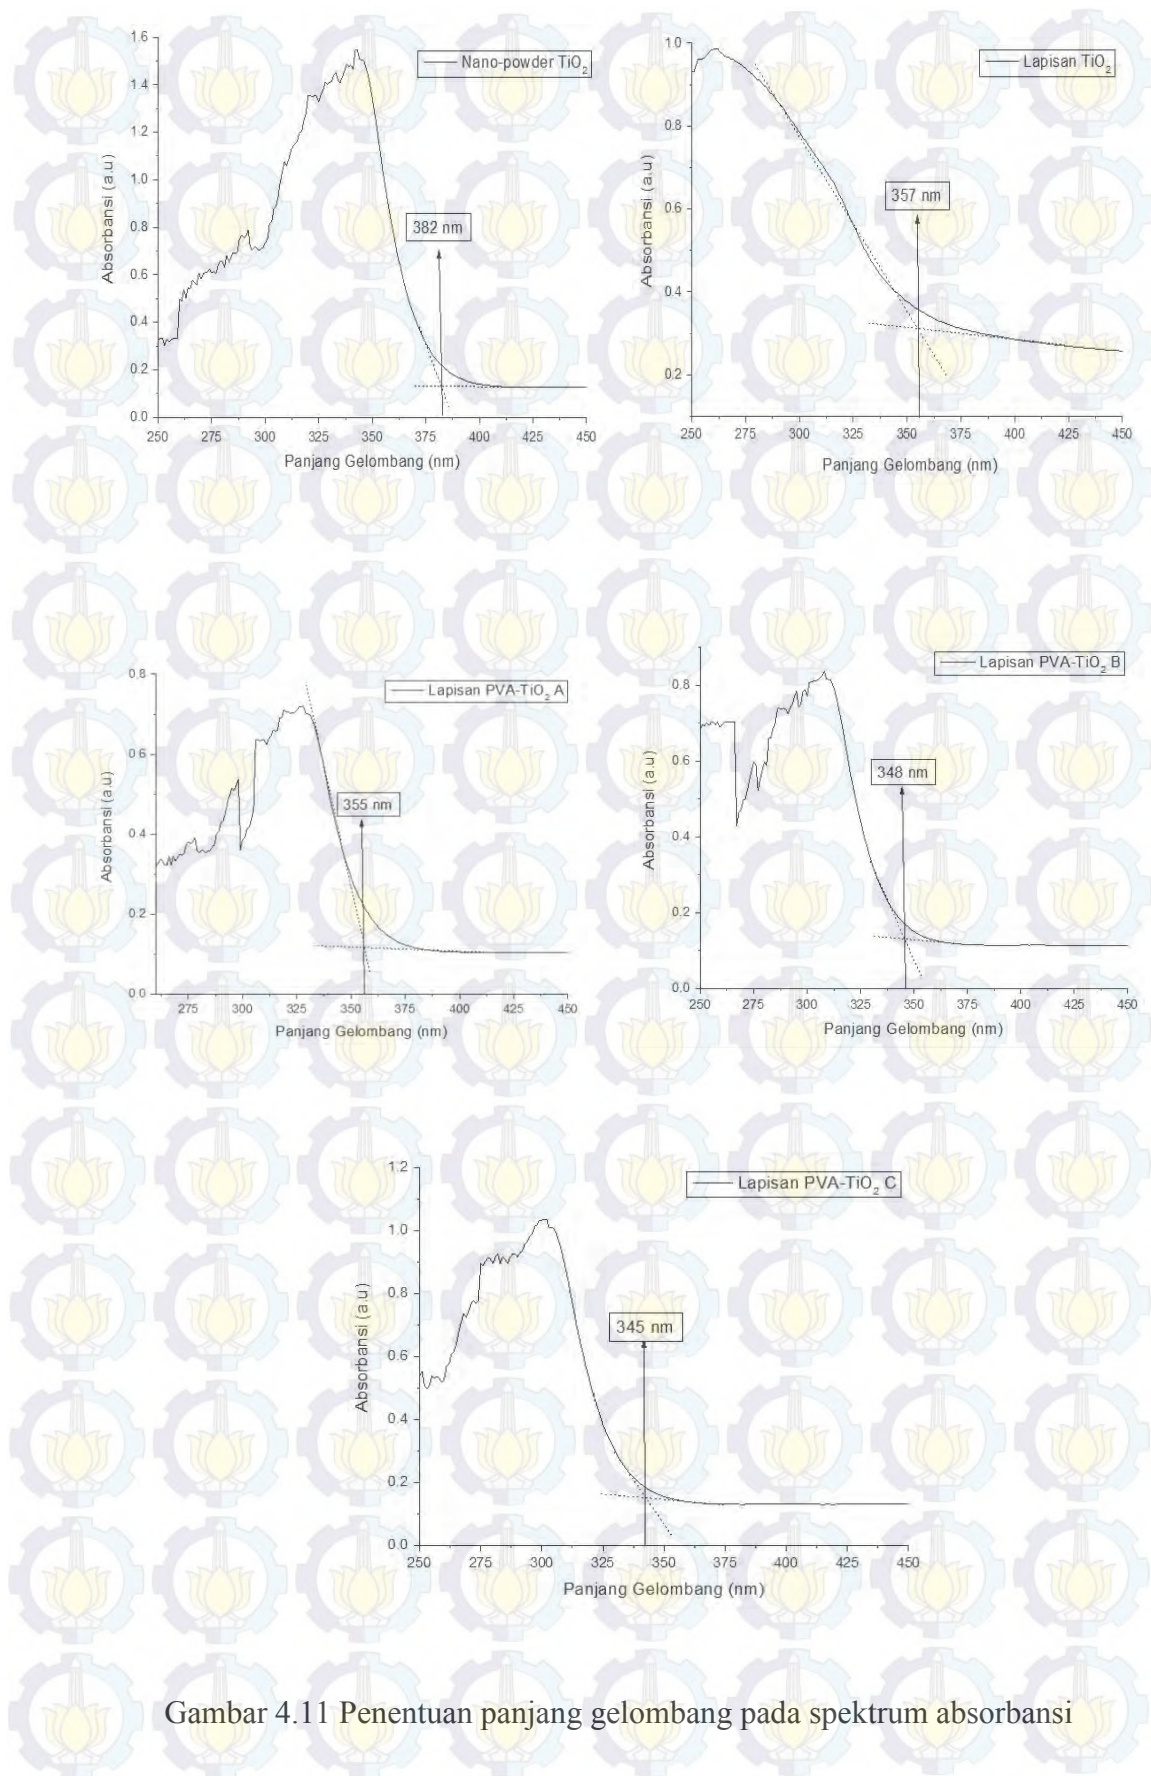 Nano-powder TiO₂
1.6
1.4
1.2
1.0
0.8
0.6
0.4
0.2
0.0
Absorbansi (a.u)
382 nm
250 275 300 325 350 375 400 425 450
Panjang Gelombang (nm)
Lapisan TiO₂
1.0
0.8
0.6
0.4
0.2
Absorbansi (a.u)
357 nm
250 275 300 325 350 375 400 425 450
Panjang Gelombang (nm)
Lapisan PVA-TiO₂ A
0.8
0.6
0.4
0.2
0.0
Absorbansi (a.u)
355 nm
275 300 325 350 375 400 425 450
Panjang Gelombang (nm)
Lapisan PVA-TiO₂ B
0.8
0.6
0.4
0.2
0.0
Absorbansi (a.u)
348 nm
250 275 300 325 350 375 400 425 450
Panjang Gelombang (nm)
Lapisan PVA-TiO₂ C
1.2
1.0
0.8
0.6
0.4
0.2
0.0
Absorbansi (a.u)
345 nm
250 275 300 325 350 375 400 425 450
Panjang Gelombang (nm)
Gambar 4.11 Penentuan panjang gelombang pada spektrum absorbansi